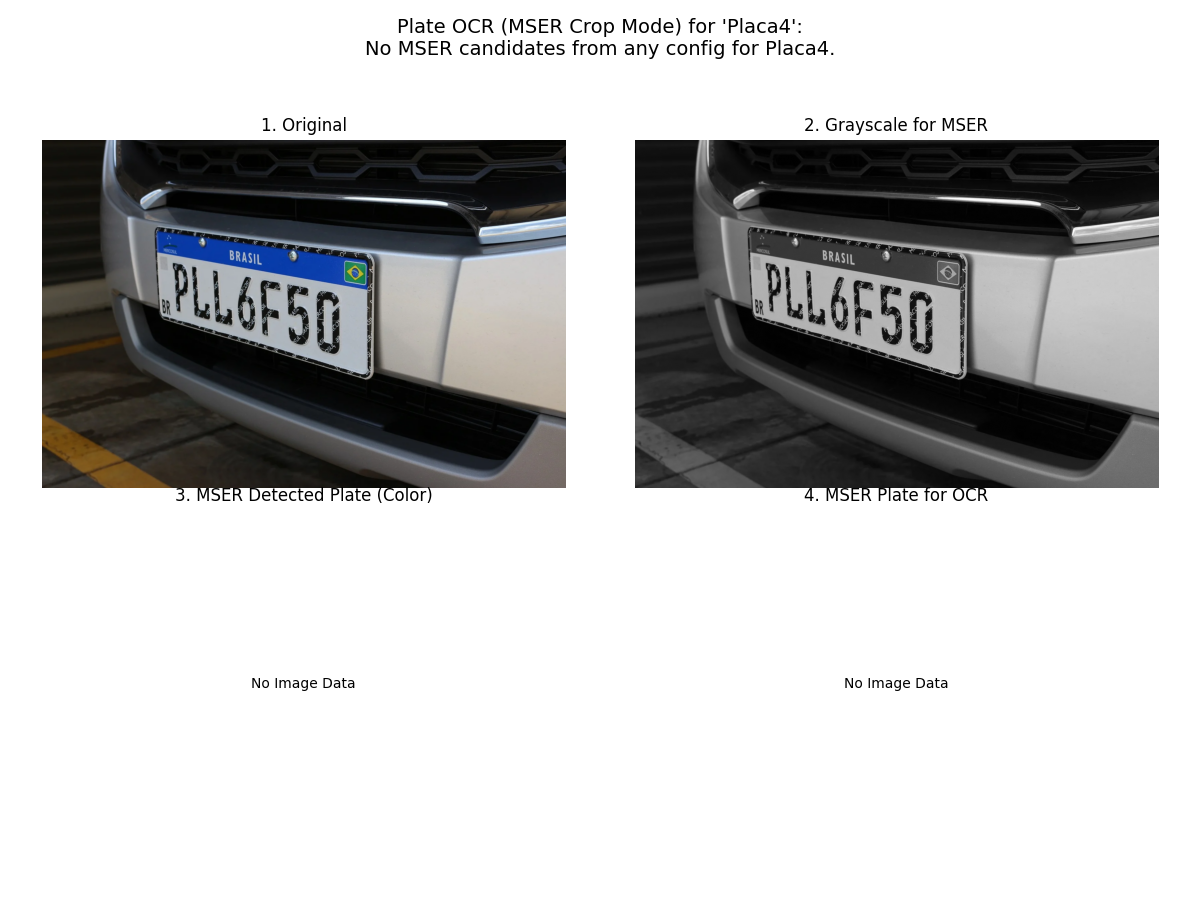 Plate OCR (MSER Crop Mode) for 'Placa4':
No MSER candidates from any config for Placa4.
1. Original
2. Grayscale for MSER
BRASIL
BR
PLL6F50
BRASIL
BR
PLL6F50
3. MSER Detected Plate (Color)
4. MSER Plate for OCR
No Image Data
No Image Data